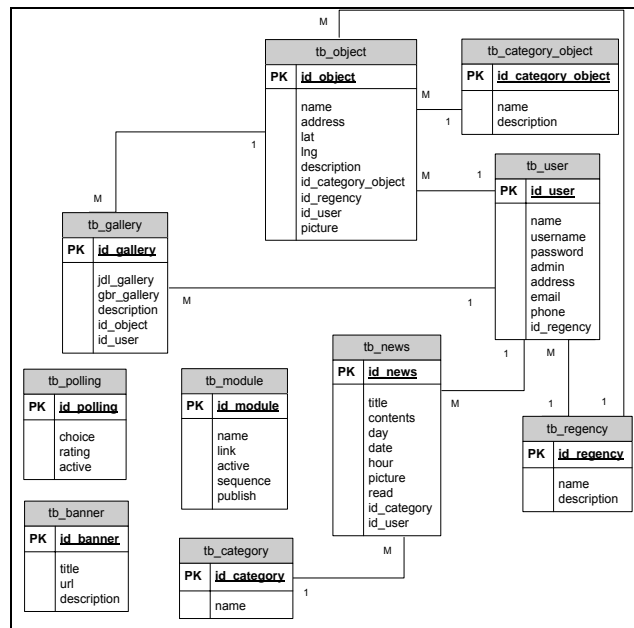 M
tb_object
PK id_object
name
address
lat
lng
description
id_category_object
id_regency
id_user
picture
tb_category_object
PK id_category_object
name
description
M
1
1
M
M
1
tb_user
PK id_user
name
username
password
admin
address
email
phone
id_regency
tb_gallery
PK id_gallery
jdl_gallery
gbr_gallery
description
id_object
id_user
M
1
tb_news
PK id_news
title
contents
day
date
hour
picture
read
id_category
id_user
1
M
M
1
1
tb_regency
PK id_regency
name
description
tb_polling
PK id_polling
choice
rating
active
tb_module
PK id_module
name
link
active
sequence
publish
tb_banner
PK id_banner
title
url
description
tb_category
PK id_category
name
M
1